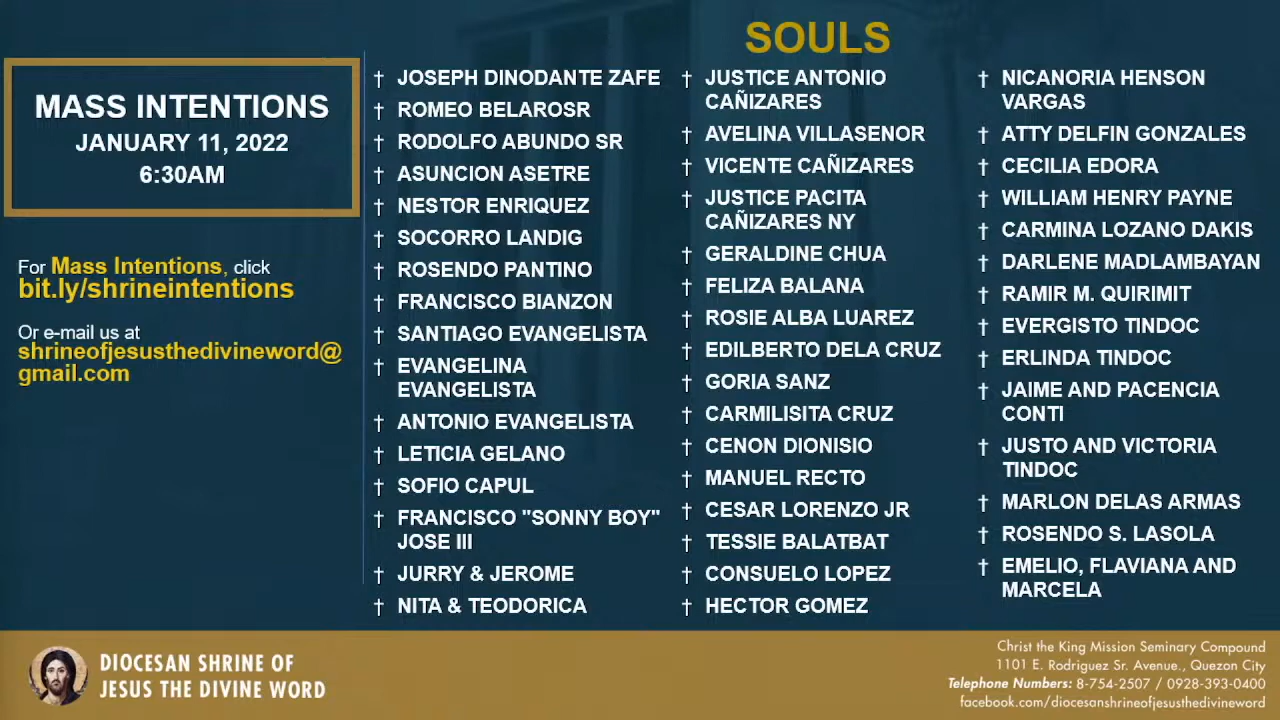 MASS INTENTIONS
JANUARY 11, 2022
6:30AM
For Mass Intentions, click
bit.ly/shrineintentions
Or e-mail us at
shrineofjesusthedivineword@
gmail.com
SOULS
† JOSEPH DINODANTE ZAFE
† ROMEO BELAROSR
† RODOLFO ABUNDO SR
† ASUNCION ASETRE
† NESTOR ENRIQUEZ
† SOCORRO LANDIG
† ROSENDO PANTINO
† FRANCISCO BIANZON
† SANTIAGO EVANGELISTA
† EVANGELINA
EVANGELISTA
† ANTONIO EVANGELISTA
† LETICIA GELANO
† SOFIO CAPUL
† FRANCISCO "SONNY BOY"
JOSE III
† JURRY & JEROME
† NITA & TEODORICA
† JUSTICE ANTONIO
CAÑIZARES
† AVELINA VILLASENOR
† VICENTE CAÑIZARES
† JUSTICE PACITA
CAÑIZARES NY
† GERALDINE CHUA
† FELIZA BALANA
† ROSIE ALBA LUAREZ
† EDILBERTO DELA CRUZ
† GORIA SANZ
† CARMILISITA CRUZ
† CENON DIONISIO
† MANUEL RECTO
† CESAR LORENZO JR
† TESSIE BALATBAT
† CONSUELO LOPEZ
† HECTOR GOMEZ
† NICANORIA HENSON
VARGAS
† ATTY DELFIN GONZALES
† CECILIA EDORA
† WILLIAM HENRY PAYNE
† CARMINA LOZANO DAKIS
† DARLENE MADLAMBAYAN
† RAMIR M. QUIRIMIT
† EVERGISTO TINDOC
† ERLINDA TINDOC
† JAIME AND PACENCIA
CONTI
† JUSTO AND VICTORIA
TINDOC
† MARLON DELAS ARMAS
† ROSENDO S. LASOLA
† EMELIO, FLAVIANA AND
MARCELA
DIOCESAN SHRINE OF
JESUS THE DIVINE WORD
Christ the King Mission Seminary Compound
1101 E. Rodriguez Sr. Avenue., Quezon City
Telephone Numbers: 8-754-2507 / 0928-393-0400
facebook.com/diocesanshrineofjesusthedivineword